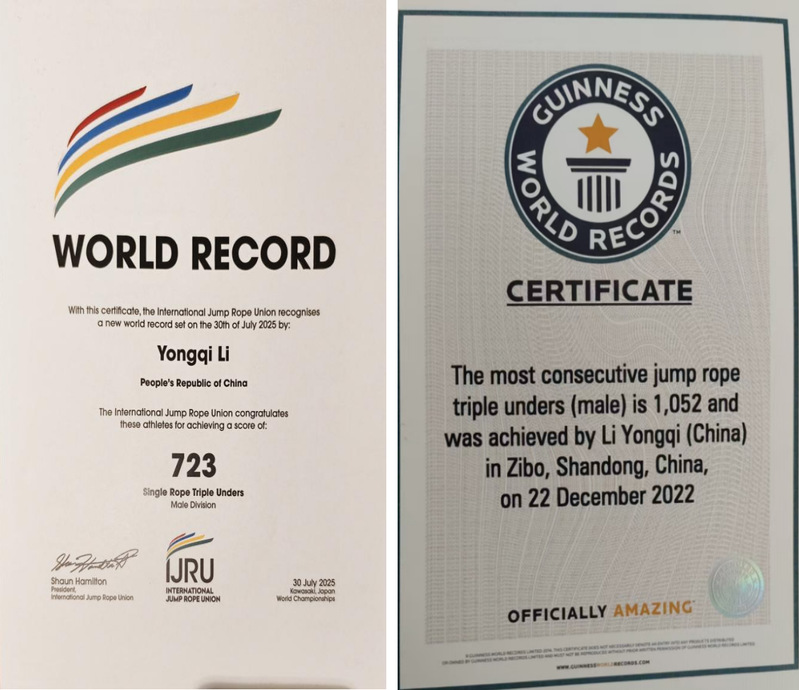 WORLD RECORD
With this certificate, the International Jump Rope Union recognises
a new world record set on the 30th of July 2025 by:
Yongqi Li
People's Republic of China
The International Jump Rope Union congratulates
these athletes for achieving a score of:
723
Single Rope Triple Unders
Male Division
Shaun Hamilton
President,
International Jump Rope Union
IJRU
INTERNATIONAL
JUMP ROPE UNION
30 July 2025
Kawasaki, Japan
World Championships
GUINNESS
WORLD RECORDS
™
CERTIFICATE
The most consecutive jump rope
triple unders (male) is 1,052 and
was achieved by Li Yongqi (China)
in Zibo, Shandong, China,
on 22 December 2022
OFFICIALLY AMAZING
WWW.GUINNESSWORLDRECORDS.COM